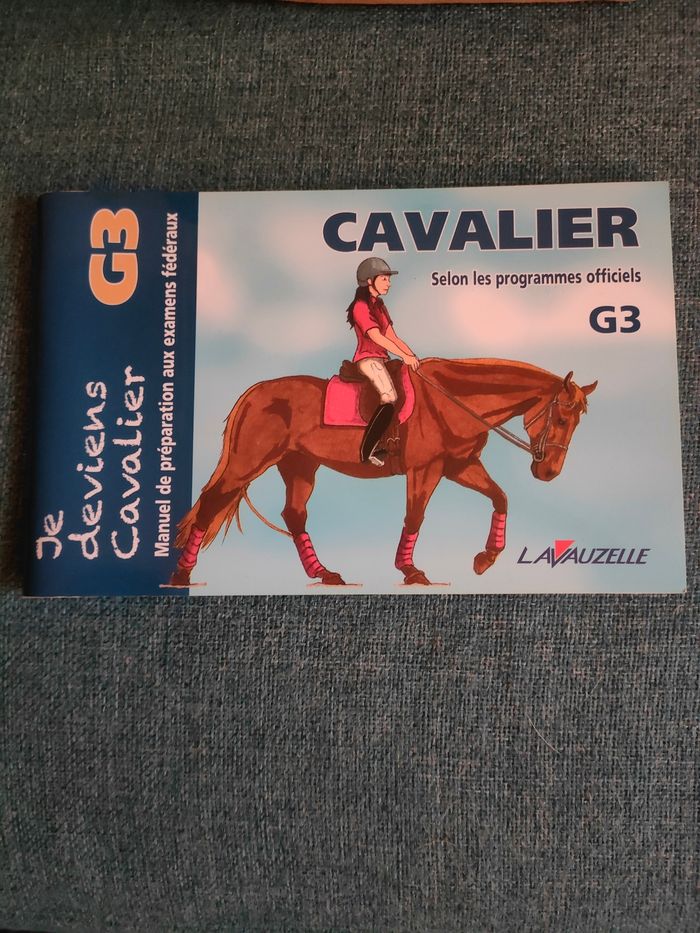 G3
Je
deviens
Cavalier
Manuel de préparation aux examens fédéraux
CAVALIER
Selon les programmes officiels
G3
LAVAUZELLE